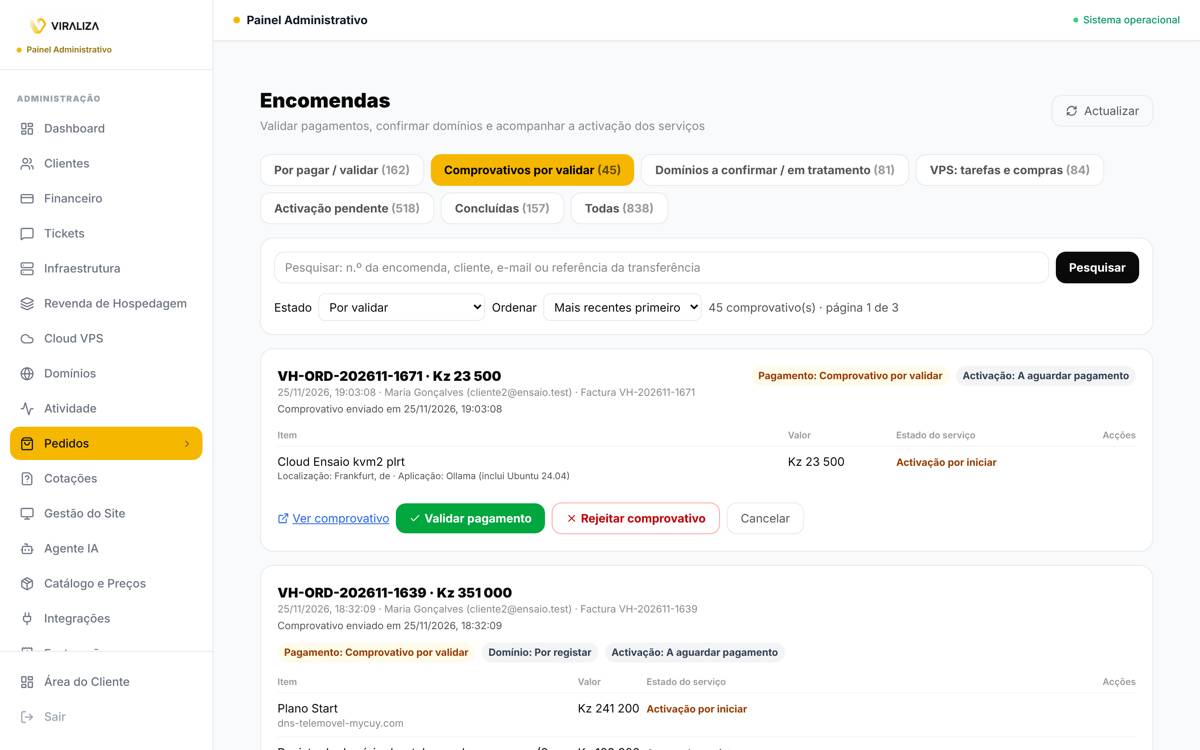 VIRALIZA
Painel Administrativo
ADMINISTRAÇÃO
Dashboard
Clientes
Financeiro
Tickets
Infraestrutura
Revenda de Hospedagem
Cloud VPS
Domínios
Atividade
Pedidos
Cotações
Gestão do Site
Agente IA
Catálogo e Preços
Integrações
Área do Cliente
Sair
Painel Administrativo
Sistema operacional
Encomendas
Validar pagamentos, confirmar domínios e acompanhar a activação dos serviços
Actualizar
Por pagar / validar (162) Comprovativos por validar (45) Domínios a confirmar / em tratamento (81) VPS: tarefas e compras (84)
Activação pendente (518) Concluídas (157) Todas (838)
Pesquisar: n.º da encomenda, cliente, e-mail ou referência da transferência
Pesquisar
Estado Por validar Ordenar Mais recentes primeiro 45 comprovativo(s) · página 1 de 3
VH-ORD-202611-1671 · Kz 23 500
Pagamento: Comprovativo por validar Activação: A aguardar pagamento
25/11/2026, 19:03:08 · Maria Gonçalves (cliente2@ensaio.test) · Factura VH-202611-1671
Comprovativo enviado em 25/11/2026, 19:03:08
Item Valor Estado do serviço Acções
Cloud Ensaio kvm2 plrt Kz 23 500 Activação por iniciar
Localização: Frankfurt, de · Aplicação: Ollama (inclui Ubuntu 24.04)
Ver comprovativo Validar pagamento Rejeitar comprovativo Cancelar
VH-ORD-202611-1639 · Kz 351 000
25/11/2026, 18:32:09 · Maria Gonçalves (cliente2@ensaio.test) · Factura VH-202611-1639
Comprovativo enviado em 25/11/2026, 18:32:09
Pagamento: Comprovativo por validar Domínio: Por registar Activação: A aguardar pagamento
Item Valor Estado do serviço Acções
Plano Start Kz 241 200 Activação por iniciar
dns-telemovel-mycuy.com